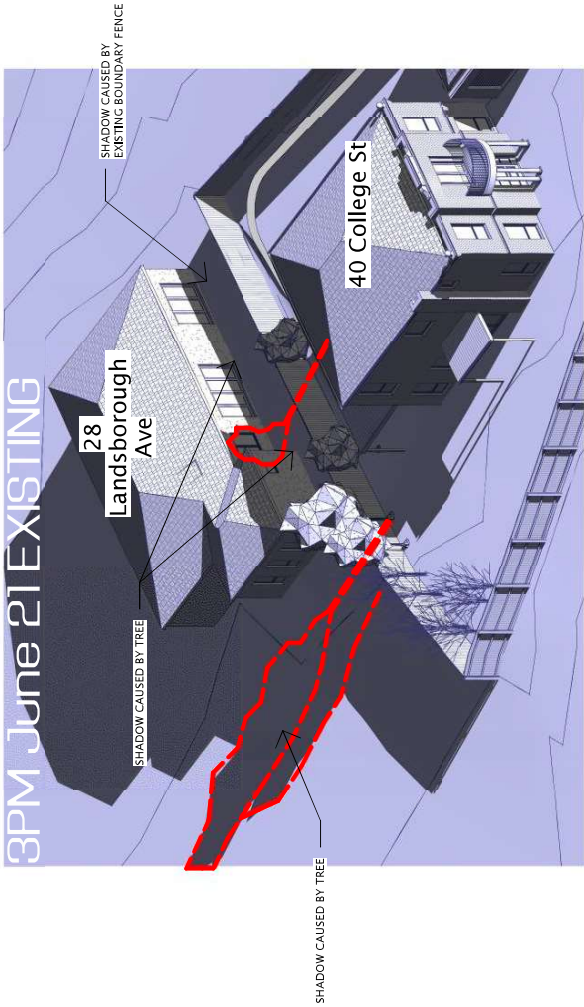 3PM June 21 EXISTING
SHADOW CAUSED BY
EXISTING BOUNDARY FENCE
28
Landsborough
Ave
40 College St
SHADOW CAUSED BY TREE
SHADOW CAUSED BY TREE